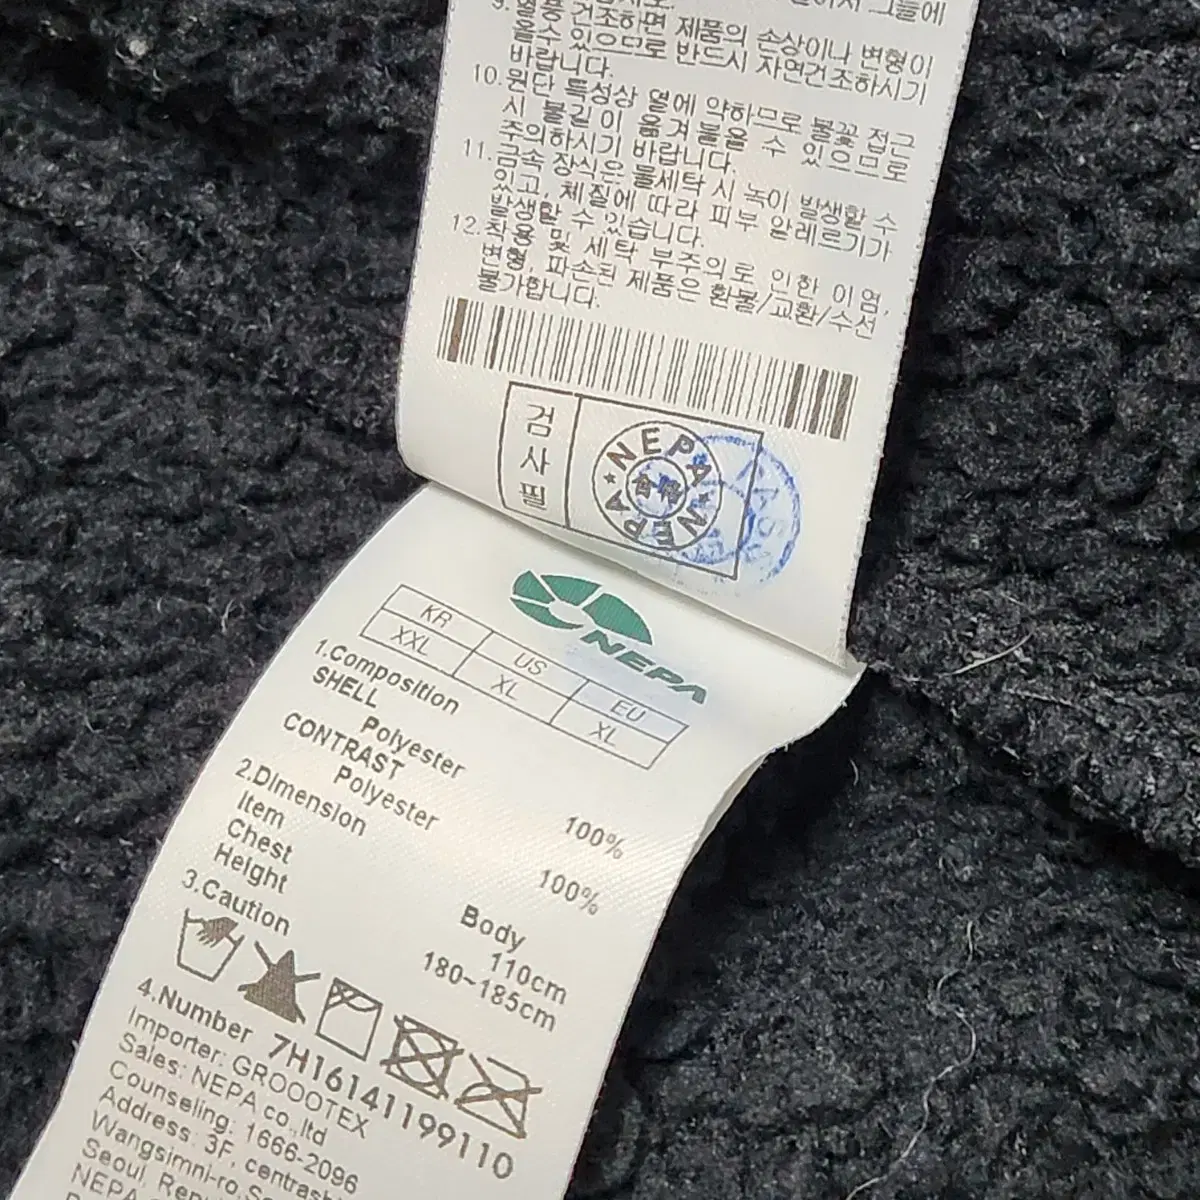 그늘에
9. 열풍 건조하면 제품의 손상이나 변형이
될 수 있으므로 반드시 자연건조하시기
바랍니다.
10. 원단 특성상 열에 약하므로 불꽃 접근
시 불길이 옮겨 붙을 수 있으므로
주의하시기 바랍니다.
11. 금속 장식은 물세탁 시 녹이 발생할 수
있고, 체질에 따라 피부 알레르기가
발생할 수 있습니다.
12. 착용 및 세탁 부주의로 인한 이염,
변형, 파손된 제품은 환불/교환/수선
불가합니다.
검사필
NEPA
NEPA
NEPA
NEPA
KR US EU
XXL XL XL
1.Composition
SHELL
Polyester 100%
CONTRAST
Polyester 100%
2.Dimension
Item Body
Chest 110cm
Height 180~185cm
3.Caution
4.Number 7H16141199110
Importer: GROOOTEX
Sales: NEPA co.,ltd
Counseling: 1666-2096
Address: 3F, centras
Wangsimni-ro,Se
Seoul, Rep
NEPA